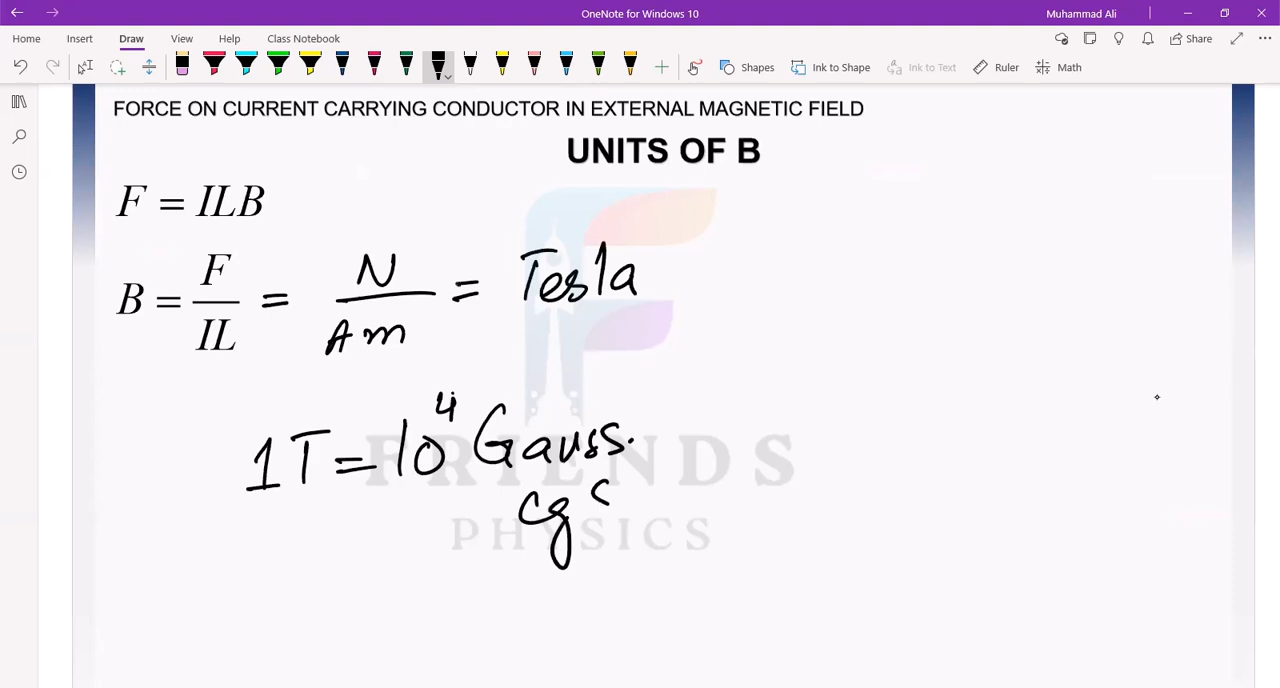 OneNote for Windows 10
Muhammad Ali
Home Insert Draw View Help Class Notebook
Share
Shapes Ink to Shape Ink to Text Ruler Math
FORCE ON CURRENT CARRYING CONDUCTOR IN EXTERNAL MAGNETIC FIELD
UNITS OF B
F = ILB
B = F/IL = N/Am = Tesla
1T = 10⁴ Gauss.
cgs
FRIENDS
PHYSICS